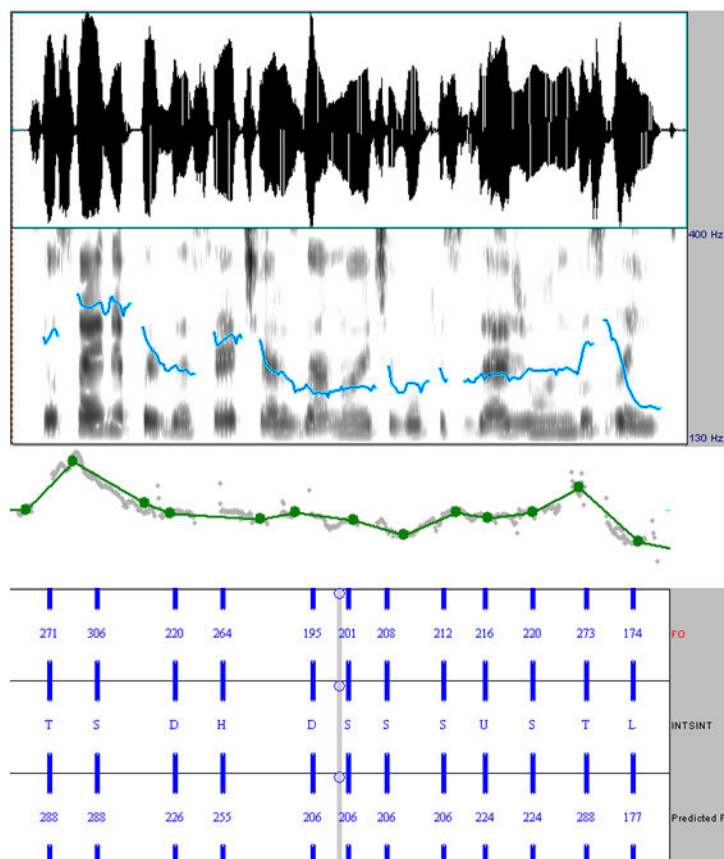 400 Hz
130 Hz
271 306 220 264 195 201 208 212 216 220 273 174 FO
T S D H D S S S U S T L INTSINT
288 288 226 255 206 206 206 206 224 224 288 177 Predicted F